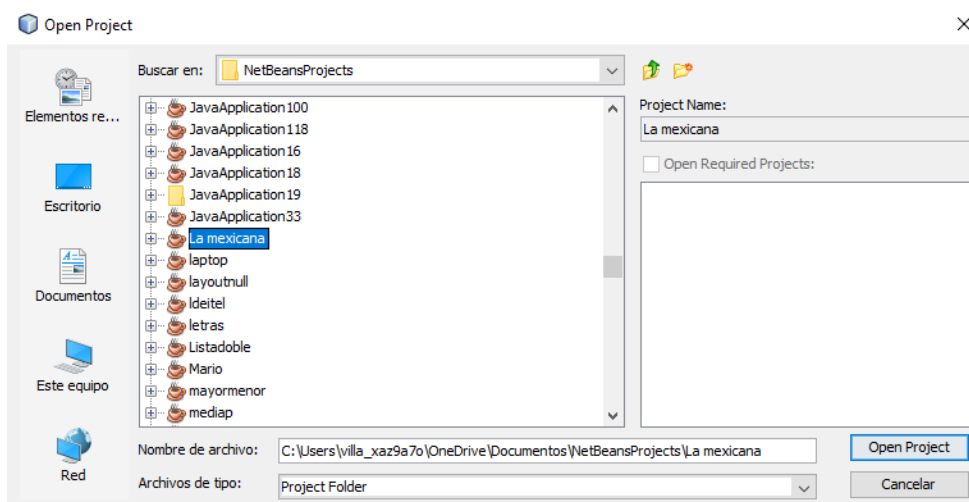 Open Project
Buscar en: NetBeansProjects
Elementos re...
Escritorio
Documentos
Este equipo
Red
JavaApplication100
JavaApplication118
JavaApplication16
JavaApplication18
JavaApplication19
JavaApplication33
La mexicana
laptop
layoutnull
ldeitel
letras
Listadoble
Mario
mayormenor
mediap
Project Name:
La mexicana
Open Required Projects:
Nombre de archivo: C:\Users\villa_xaz9a7o\OneDrive\Documentos\NetBeansProjects\La mexicana
Open Project
Archivos de tipo: Project Folder
Cancelar